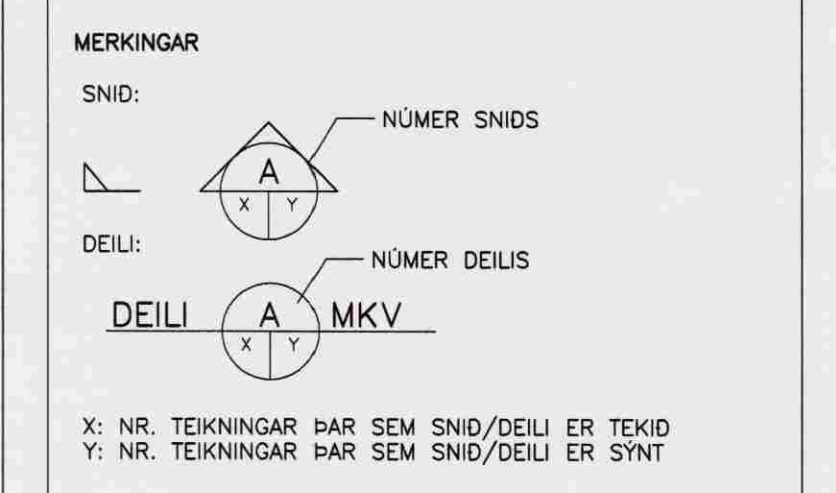 MERKINGAR
SNIÐ:
NÚMER SNIÐS
A
X Y
DEILI:
NÚMER DEILIS
DEILI A MKV
X Y
X: NR. TEIKNINGAR ÞAR SEM SNIÐ/DEILI ER TEKIÐ
Y: NR. TEIKNINGAR ÞAR SEM SNIÐ/DEILI ER SÝNT